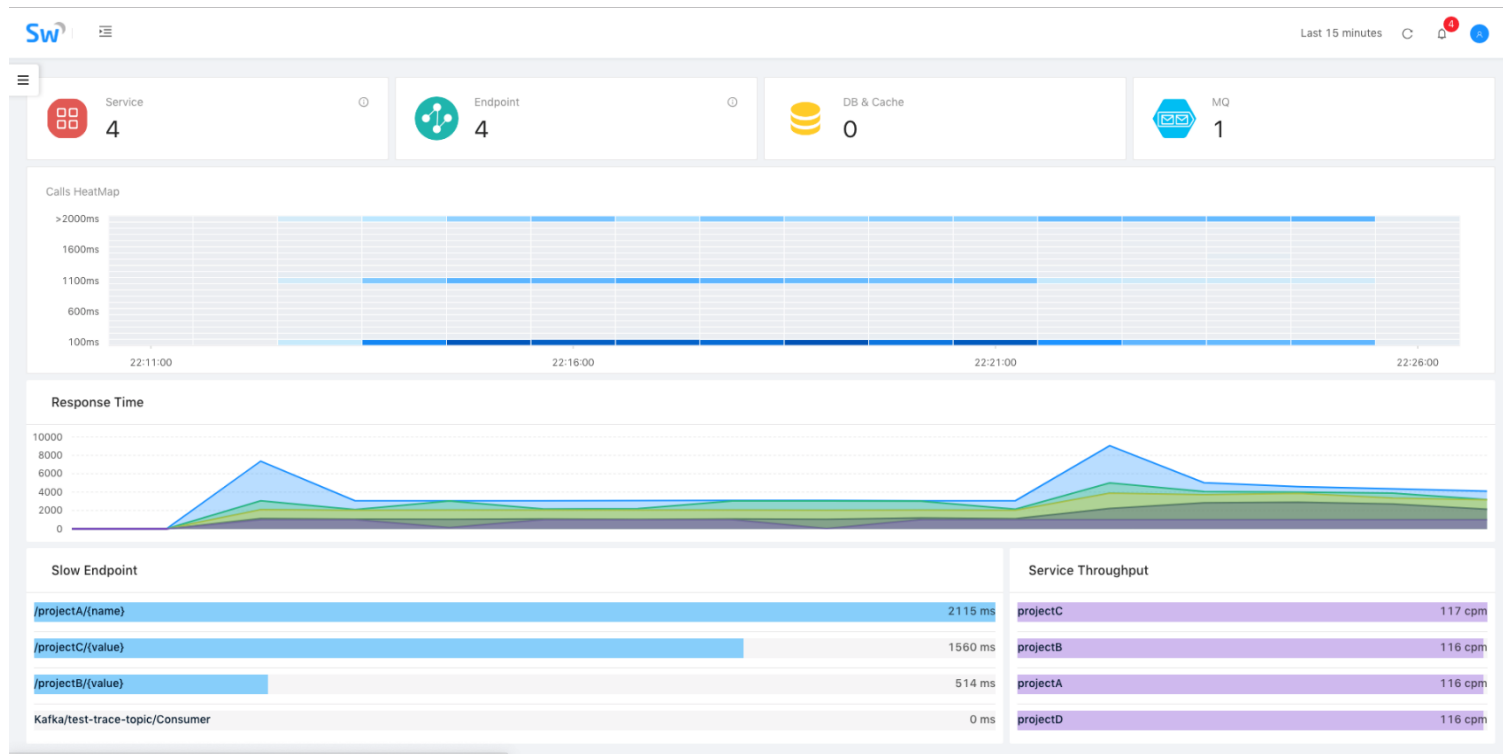 Sw
Last 15 minutes
4
Service
4
Endpoint
4
DB & Cache
0
MQ
1
Calls HeatMap
>2000ms
1600ms
1100ms
600ms
100ms
22:11:00 22:16:00 22:21:00 22:26:00
Response Time
10000
8000
6000
4000
2000
0
Slow Endpoint
/projectA/{name} 2115 ms
/projectC/{value} 1560 ms
/projectB/{value} 514 ms
Kafka/test-trace-topic/Consumer 0 ms
Service Throughput
projectC 117 cpm
projectB 116 cpm
projectA 116 cpm
projectD 116 cpm